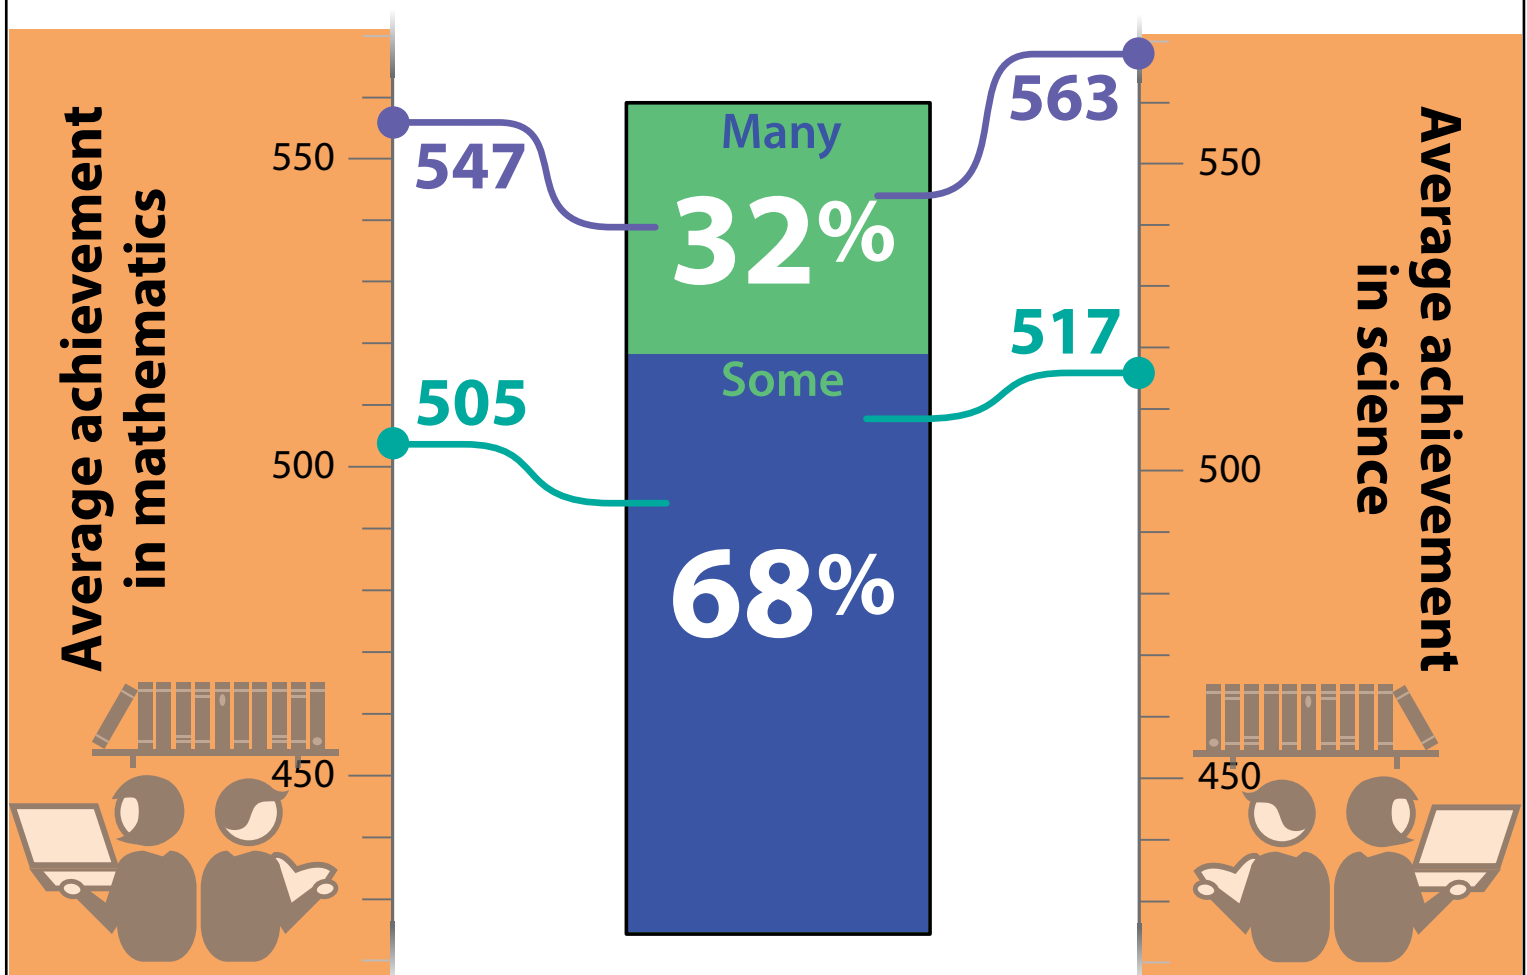 Average achievement
in mathematics
550
500
450
547
505
Many
32%
Some
68%
563
517
550
500
450
Average achievement
in science